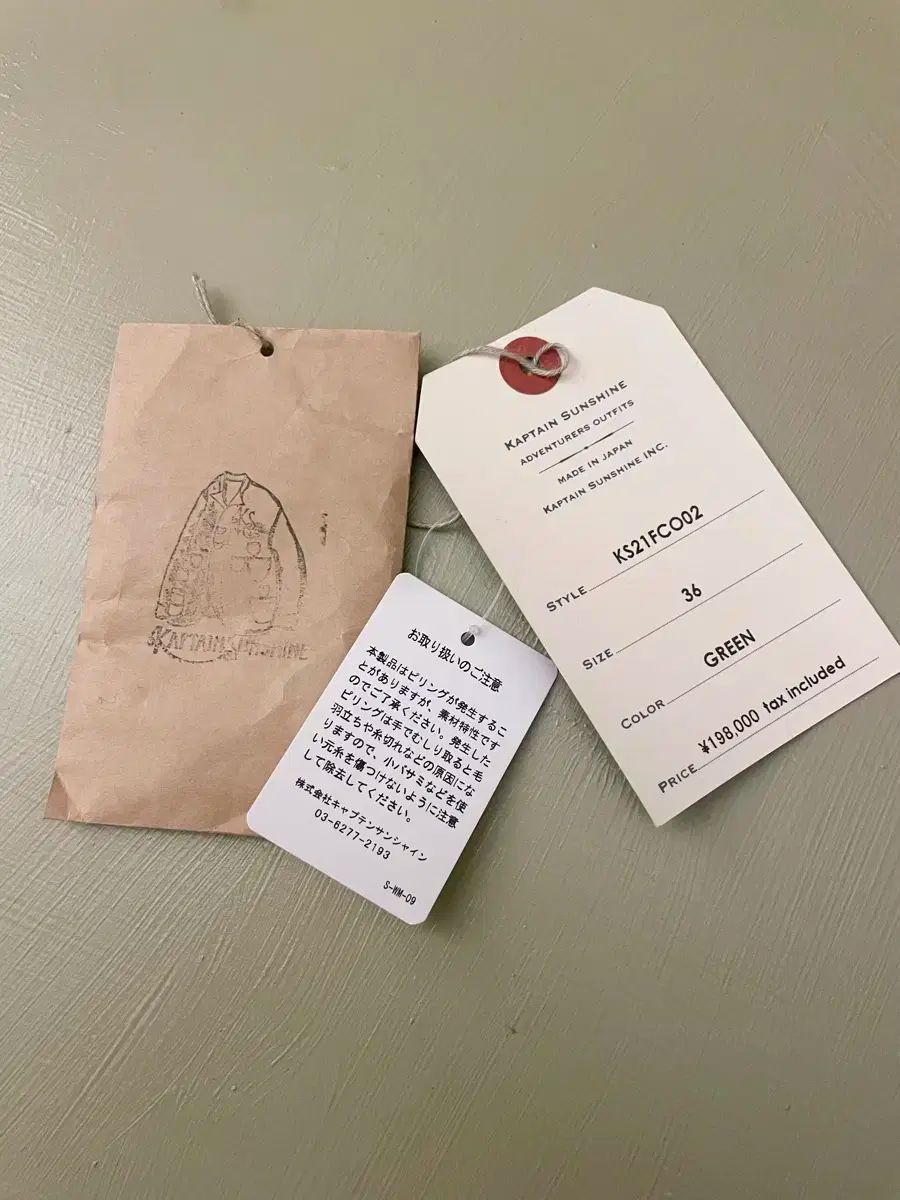 KAPTAIN SUNSHINE
KAPTAIN SUNSHINE
ADVENTURERS OUTFITS
MADE IN JAPAN
KAPTAIN SUNSHINE INC.
STYLE KS21FCO02
SIZE 36
COLOR GREEN
PRICE ¥198,000 tax included
お取り扱いのご注意
本製品はピリングが発生するこ
とがありますが、素材特性です
のでご了承ください。発生した
ピリングは手でむしり取ると毛
羽立ちや糸切れなどの原因にな
りますので、小バサミなどを使
い元糸を傷つけないように注意
して除去してください。
株式会社キャプテンサンシャイン
03-6277-2193
S-WM-09